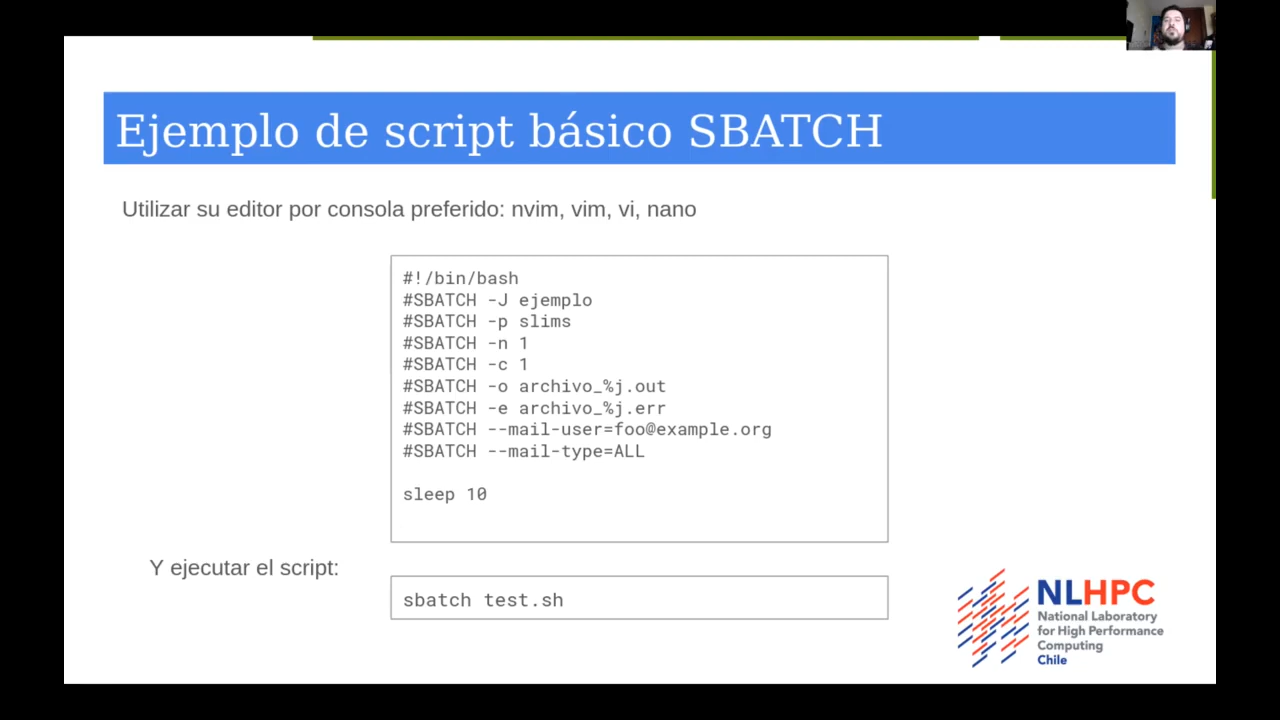 Ejemplo de script básico SBATCH
Utilizar su editor por consola preferido: nvim, vim, vi, nano
#!/bin/bash
#SBATCH -J ejemplo
#SBATCH -p slims
#SBATCH -n 1
#SBATCH -c 1
#SBATCH -o archivo_%j.out
#SBATCH -e archivo_%j.err
#SBATCH --mail-user=foo@example.org
#SBATCH --mail-type=ALL
sleep 10
Y ejecutar el script:
sbatch test.sh
NLHPC
National Laboratory
for High Performance
Computing
Chile